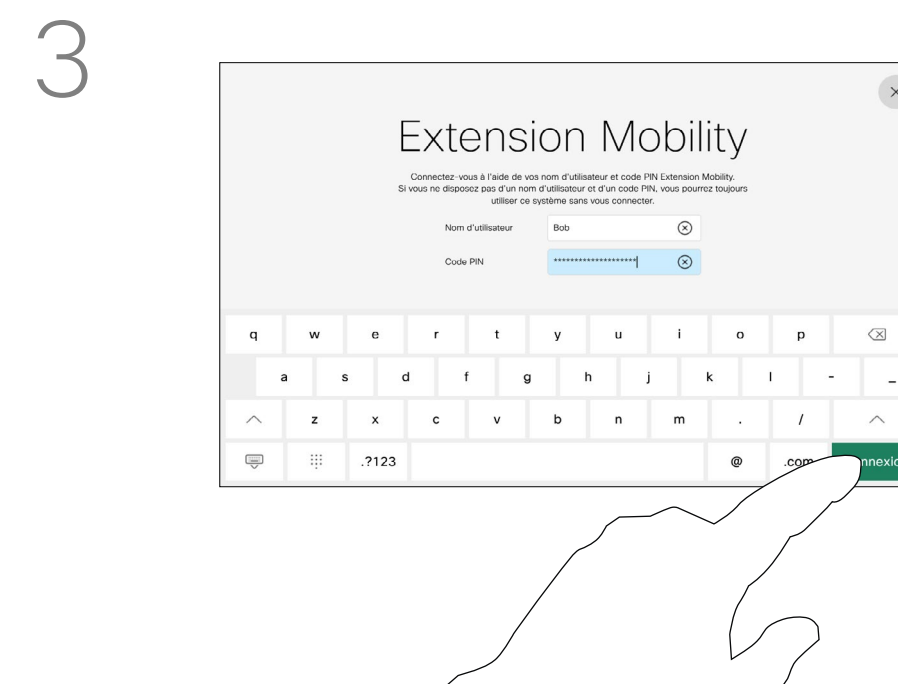 3
Extension Mobility
Connectez-vous à l'aide de vos nom d'utilisateur et code PIN Extension Mobility.
Si vous ne disposez pas d'un nom d'utilisateur et d'un code PIN, vous pourrez toujours
utiliser ce système sans vous connecter.
Nom d'utilisateur Bob
Code PIN ********************
q w e r t y u i o p
a s d f g h j k l - _
z x c v b n m . /
.?123 @ .com